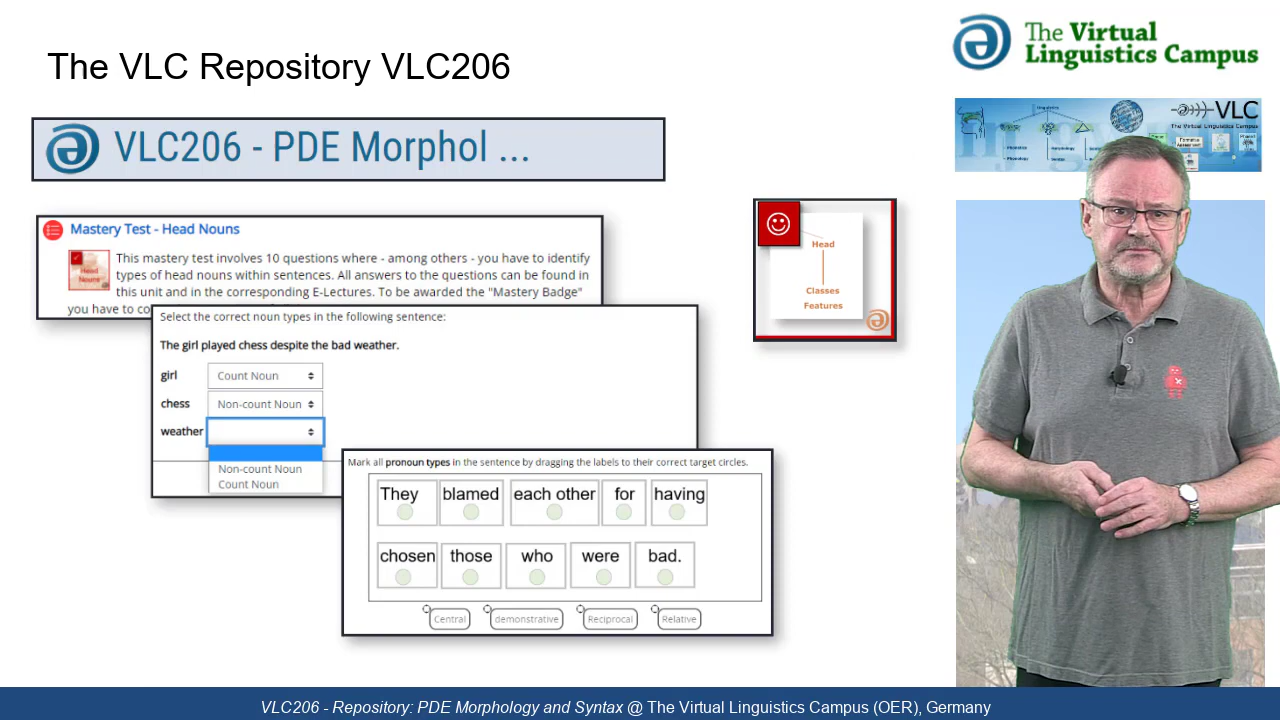 The VLC Repository VLC206
The Virtual
Linguistics Campus
VLC206 - PDE Morphol ...
VLC
The Virtual Linguistics Campus
Mastery Test - Head Nouns
This mastery test involves 10 questions where - among others - you have to identify
types of head nouns within sentences. All answers to the questions can be found in
this unit and in the corresponding E-Lectures. To be awarded the "Mastery Badge"
you have to co
Head
Nouns
Select the correct noun types in the following sentence:
The girl played chess despite the bad weather.
girl Count Noun
chess Non-count Noun
weather
Non-count Noun
Count Noun
Mark all pronoun types in the sentence by dragging the labels to their correct target circles.
They blamed each other for having
chosen those who were bad.
Central demonstrative Reciprocal Relative
Head
Classes
Features
VLC206 - Repository: PDE Morphology and Syntax @ The Virtual Linguistics Campus (OER), Germany